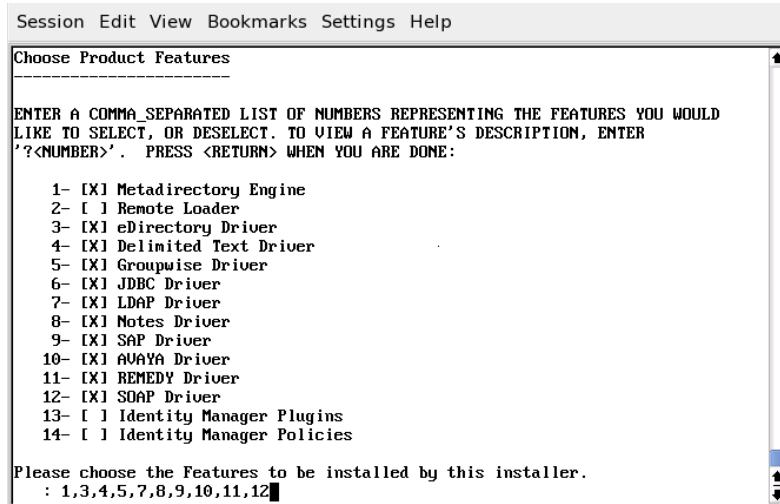 Session Edit View Bookmarks Settings Help
Choose Product Features
-----------------------
ENTER A COMMA_SEPARATED LIST OF NUMBERS REPRESENTING THE FEATURES YOU WOULD
LIKE TO SELECT, OR DESELECT. TO VIEW A FEATURE'S DESCRIPTION, ENTER
'?<NUMBER>'. PRESS <RETURN> WHEN YOU ARE DONE:
1- [X] Metadirectory Engine
2- [ ] Remote Loader
3- [X] eDirectory Driver
4- [X] Delimited Text Driver
5- [X] Groupwise Driver
6- [X] JDBC Driver
7- [X] LDAP Driver
8- [X] Notes Driver
9- [X] SAP Driver
10- [X] AVAYA Driver
11- [X] REMEDY Driver
12- [X] SOAP Driver
13- [ ] Identity Manager Plugins
14- [ ] Identity Manager Policies
Please choose the Features to be installed by this installer.
: 1,3,4,5,7,8,9,10,11,12